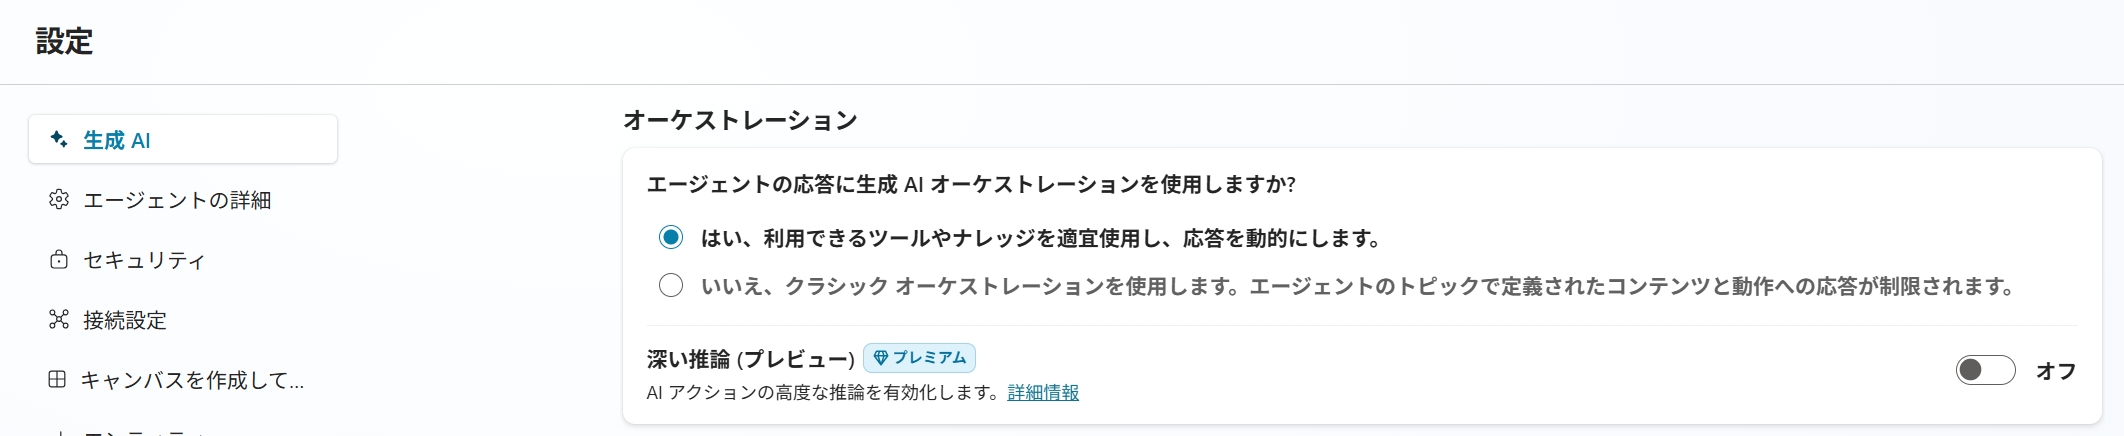 設定
生成 AI
エージェントの詳細
セキュリティ
接続設定
キャンバスを作成して...
オーケストレーション
エージェントの応答に生成 AI オーケストレーションを使用しますか?
はい、利用できるツールやナレッジを適宜使用し、応答を動的にします。
いいえ、クラシック オーケストレーションを使用します。エージェントのトピックで定義されたコンテンツと動作への応答が制限されます。
深い推論 (プレビュー) プレミアム
オフ
AI アクションの高度な推論を有効化します。詳細情報